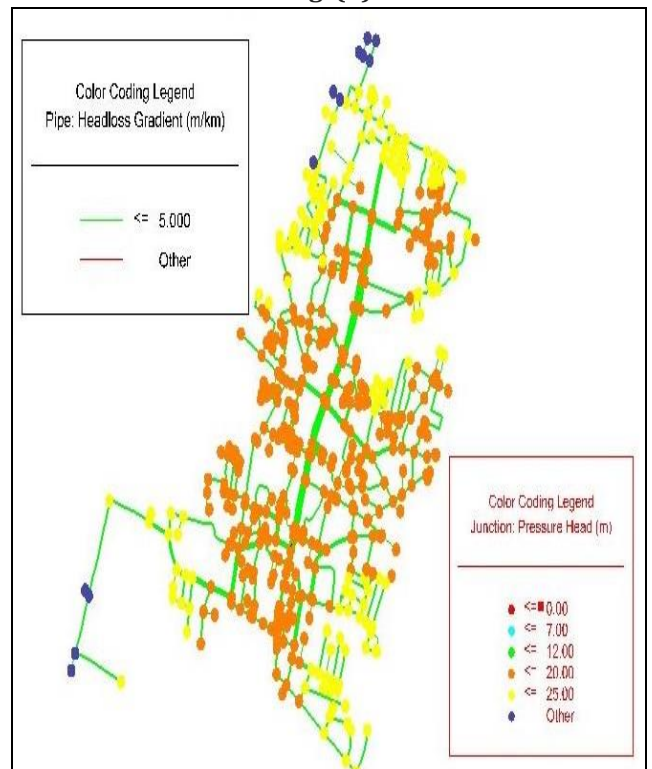 Color Coding Legend
Pipe: Headloss Gradient (m/km)
<= 5.000
Other
Color Coding Legend
Junction: Pressure Head (m)
<= 0.00
<= 7.00
<= 12.00
<= 20.00
<= 25.00
Other